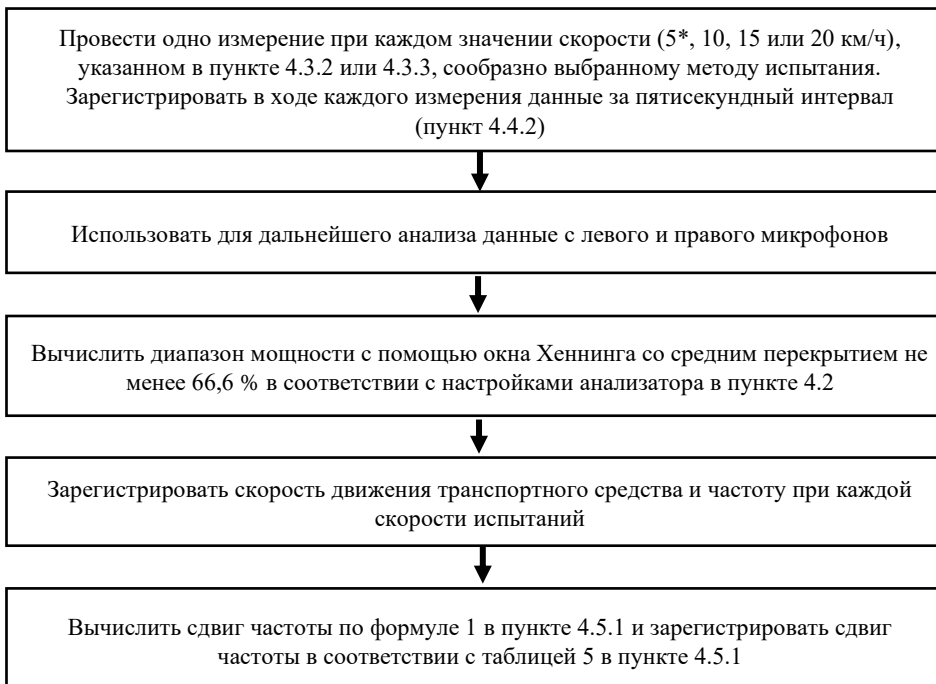 Провести одно измерение при каждом значении скорости (5*, 10, 15 или 20 км/ч),
указанном в пункте 4.3.2 или 4.3.3, сообразно выбранному методу испытания.
Зарегистрировать в ходе каждого измерения данные за пятисекундный интервал
(пункт 4.4.2)
Использовать для дальнейшего анализа данные с левого и правого микрофонов
Вычислить диапазон мощности с помощью окна Хеннинга со средним перекрытием не
менее 66,6 % в соответствии с настройками анализатора в пункте 4.2
Зарегистрировать скорость движения транспортного средства и частоту при каждой
скорости испытаний
Вычислить сдвиг частоты по формуле 1 в пункте 4.5.1 и зарегистрировать сдвиг
частоты в соответствии с таблицей 5 в пункте 4.5.1